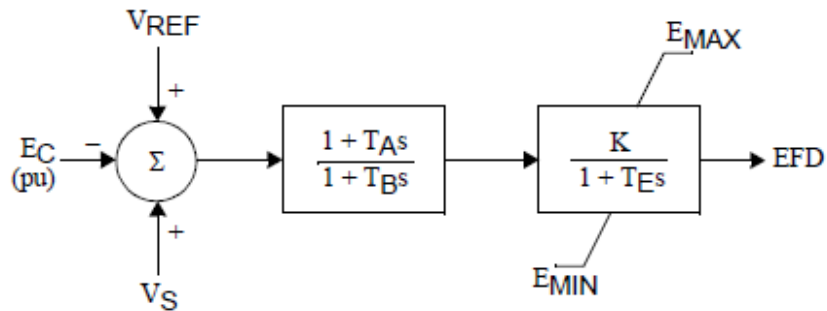 VREF
EMAX
+
−
EC
(pu)
Σ
1 + TAs
1 + TBs
K
1 + TEs
EFD
+
EMIN
VS